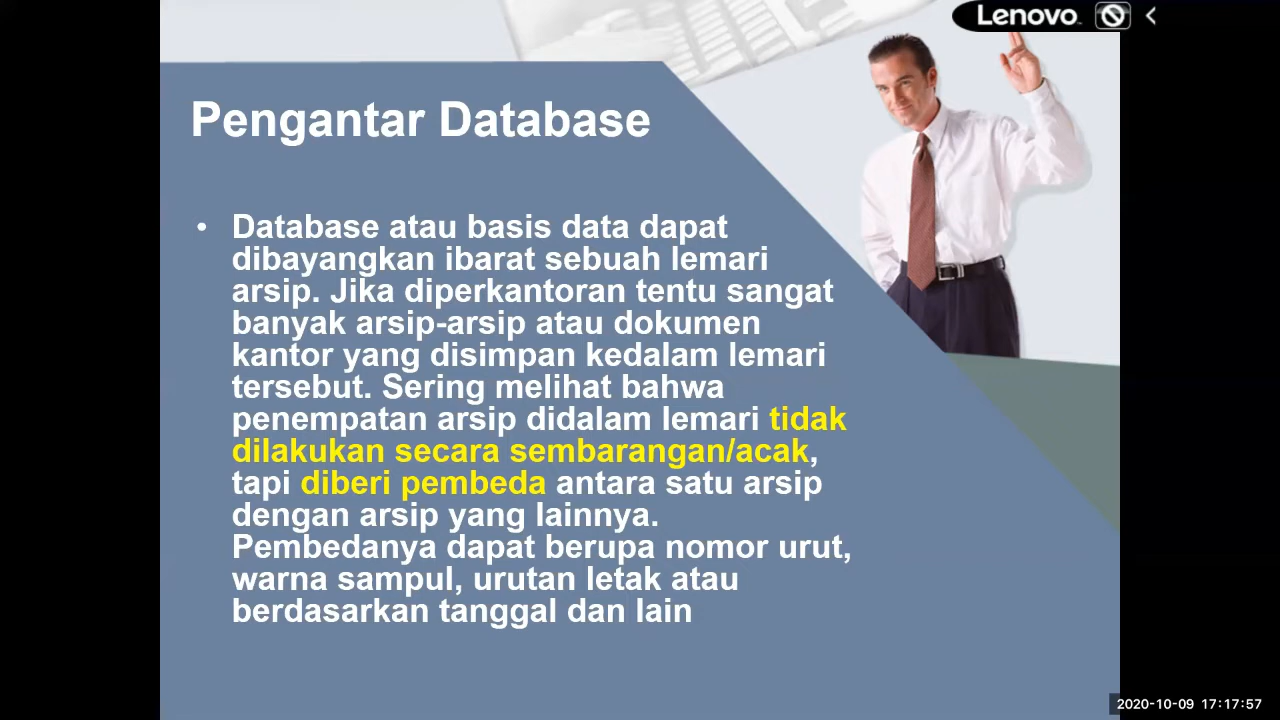 Lenovo
Pengantar Database
• Database atau basis data dapat
dibayangkan ibarat sebuah lemari
arsip. Jika diperkantoran tentu sangat
banyak arsip-arsip atau dokumen
kantor yang disimpan kedalam lemari
tersebut. Sering melihat bahwa
penempatan arsip didalam lemari tidak
dilakukan secara sembarangan/acak,
tapi diberi pembeda antara satu arsip
dengan arsip yang lainnya.
Pembedanya dapat berupa nomor urut,
warna sampul, urutan letak atau
berdasarkan tanggal dan lain
2020-10-09 17:17:57